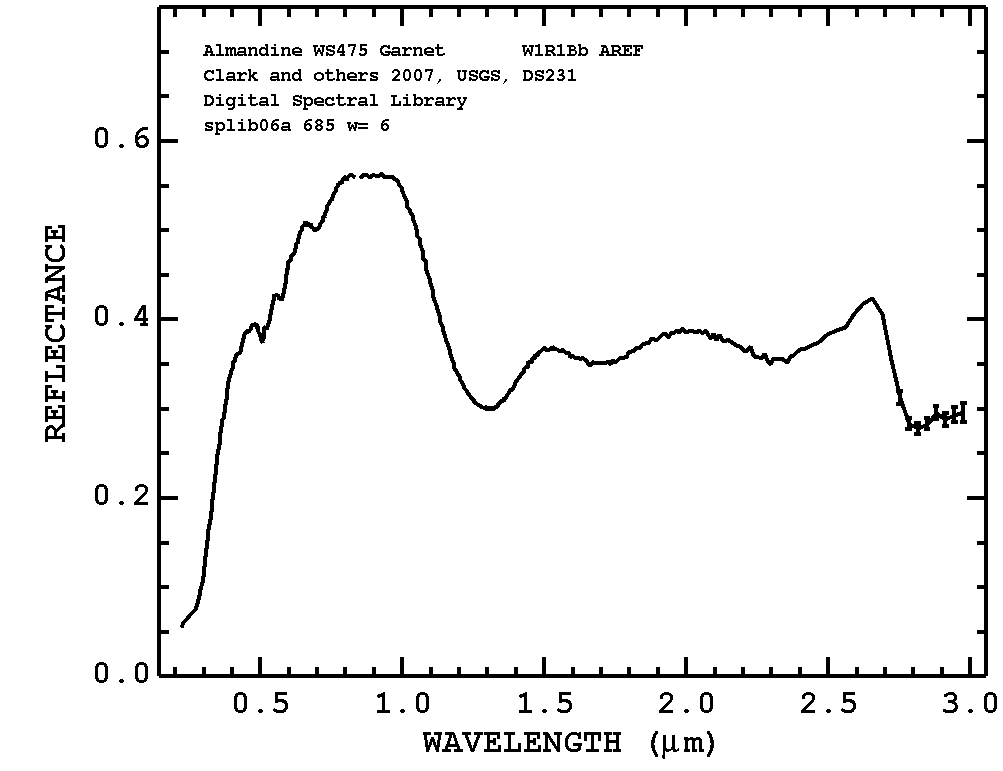 Almandine WS475 Garnet W1R1Bb AREF
Clark and others 2007, USGS, DS231
Digital Spectral Library
splib06a 685 w= 6
0.6
0.4
0.2
0.0
REFLECTANCE
0.5 1.0 1.5 2.0 2.5 3.0
WAVELENGTH (μm)